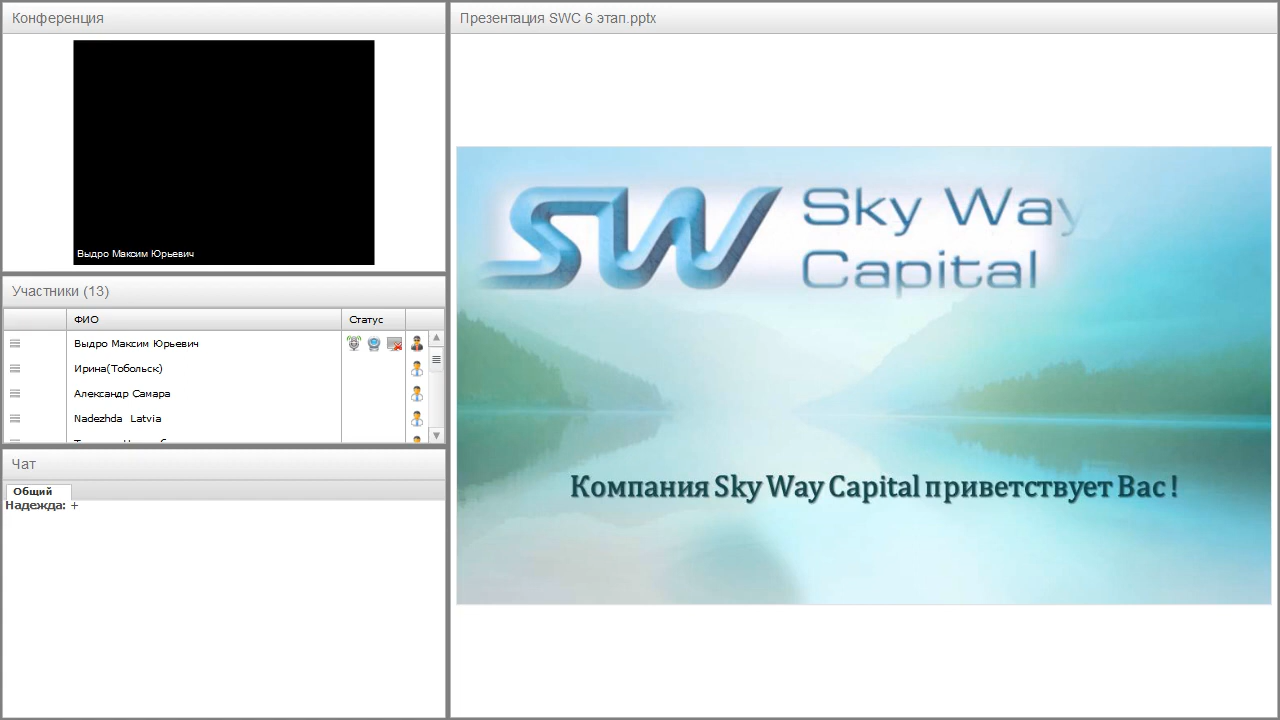 Конференция
Выдро Максим Юрьевич
Участники (13)
ФИО
Статус
Выдро Максим Юрьевич
Ирина(Тобольск)
Александр Самара
Nadezhda Latvia
Чат
Общий
Надежда: +
Презентация SWC 6 этап.pptx
SW
Sky Way
Capital
Компания Sky Way Capital приветствует Вас !